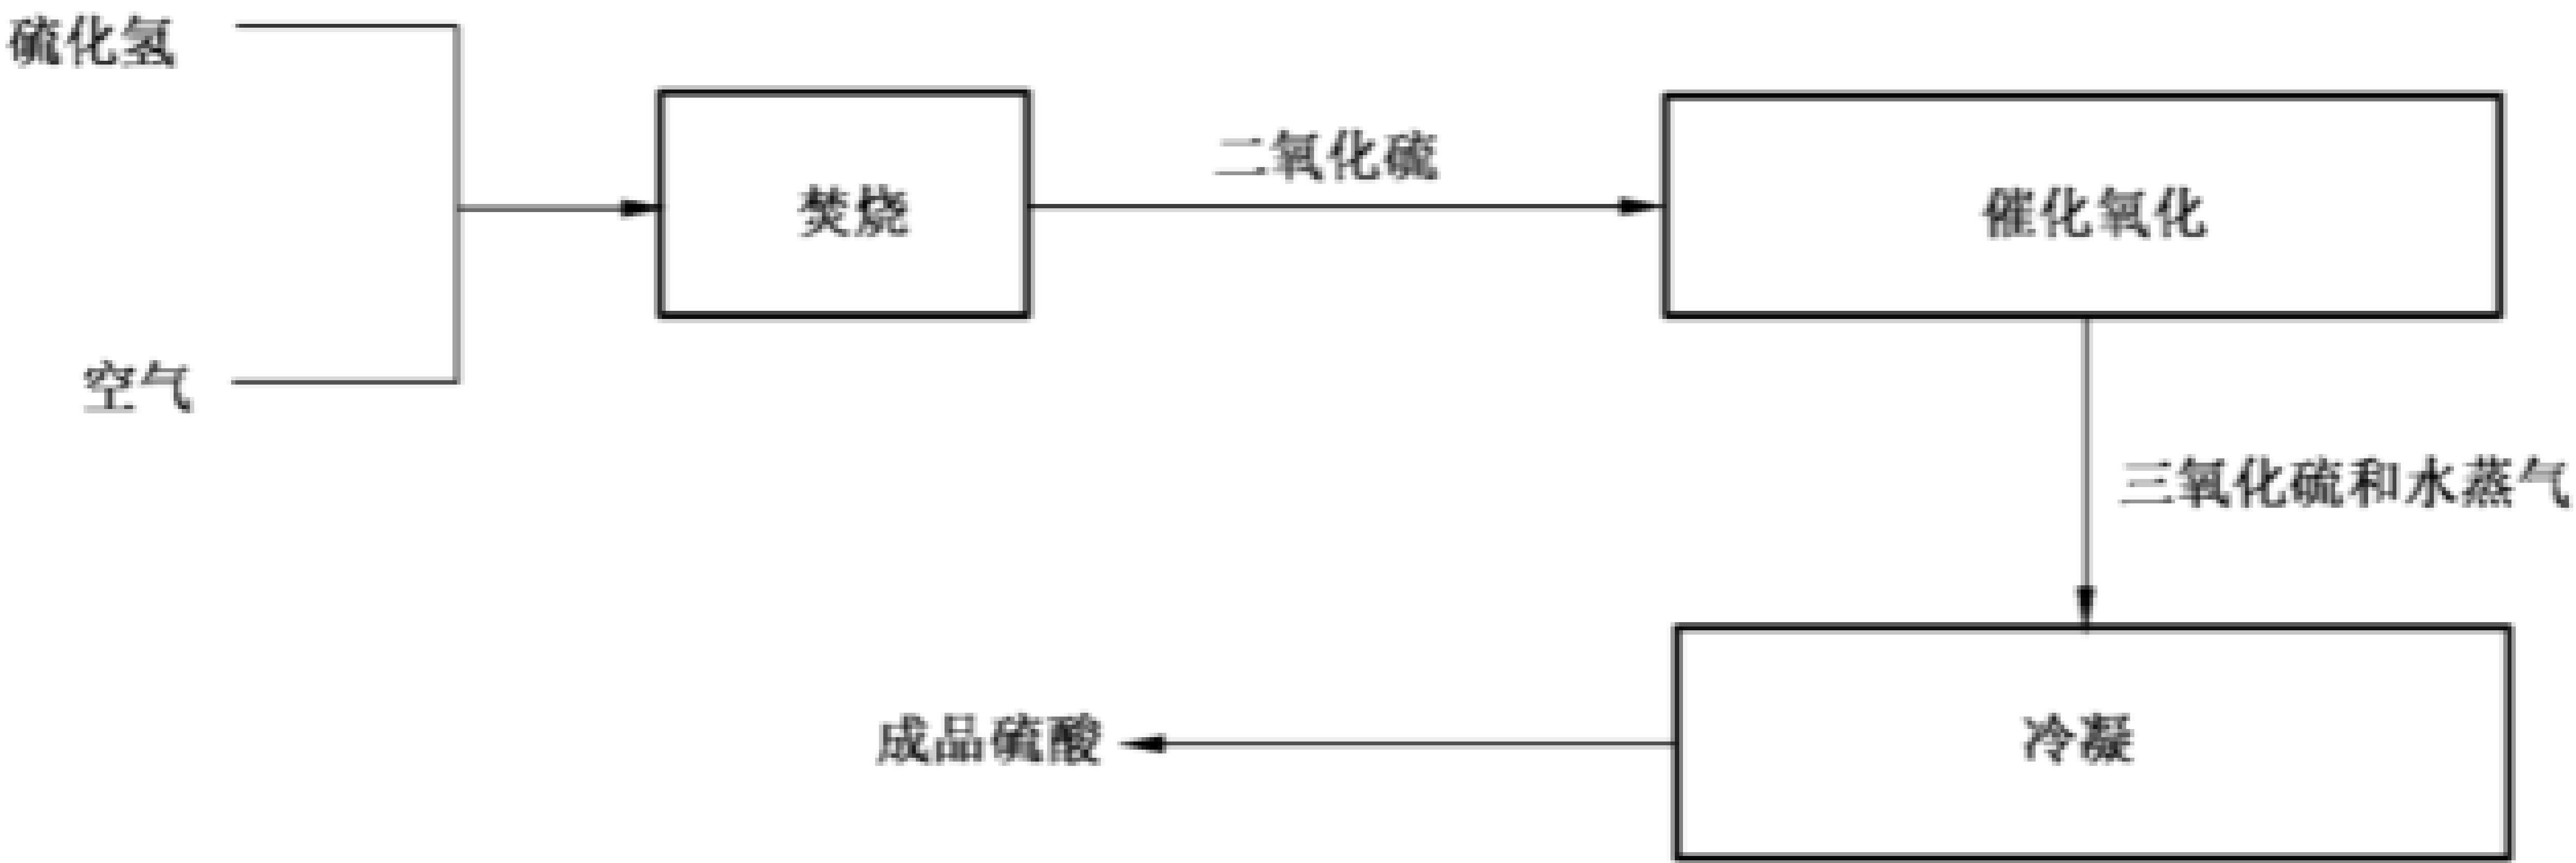 硫化氢
空气
焚烧
二氧化硫
催化氧化
三氧化硫和水蒸气
冷凝
成品硫酸